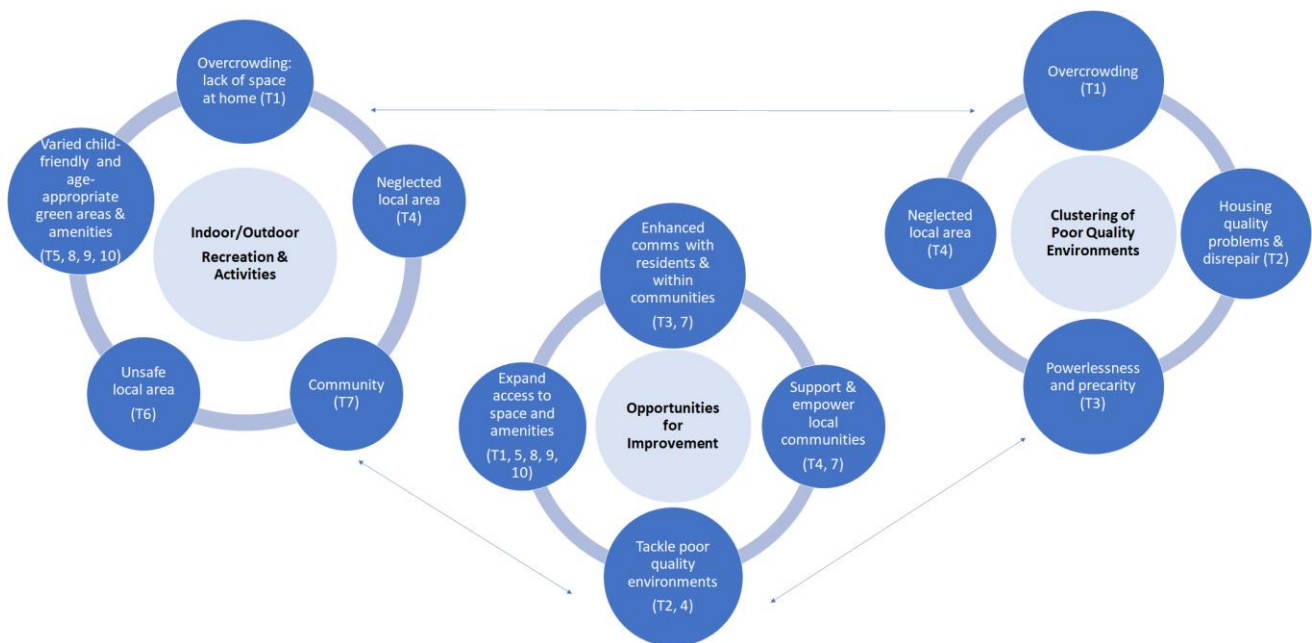 Overcrowding:
lack of space
at home (T1)
Neglected
local area
(T4)
Community
(T7)
Unsafe
local area
(T6)
Varied child-
friendly and
age-
appropriate
green areas &
amenities
(T5, 8, 9, 10)
Indoor/Outdoor
Recreation &
Activities
Enhanced
comms with
residents &
within
communities
(T3, 7)
Support &
empower
local
communities
(T4, 7)
Tackle poor
quality
environments
(T2, 4)
Expand
access to
space and
amenities
(T1, 5, 8, 9,
10)
Opportunities
for
Improvement
Overcrowding
(T1)
Housing
quality
problems &
disrepair (T2)
Powerlessness
and precarity
(T3)
Neglected
local area
(T4)
Clustering of
Poor Quality
Environments